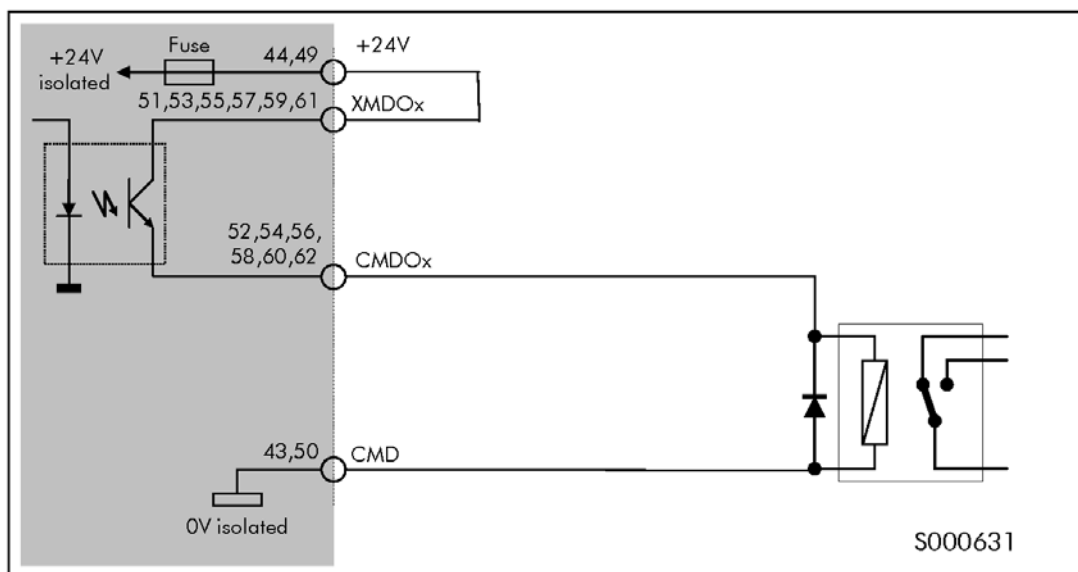 Fuse
+24V
+24V
isolated
44,49
51,53,55,57,59,61
XMDOx
52,54,56,
58,60,62
CMDOx
43,50
CMD
0V isolated
S000631